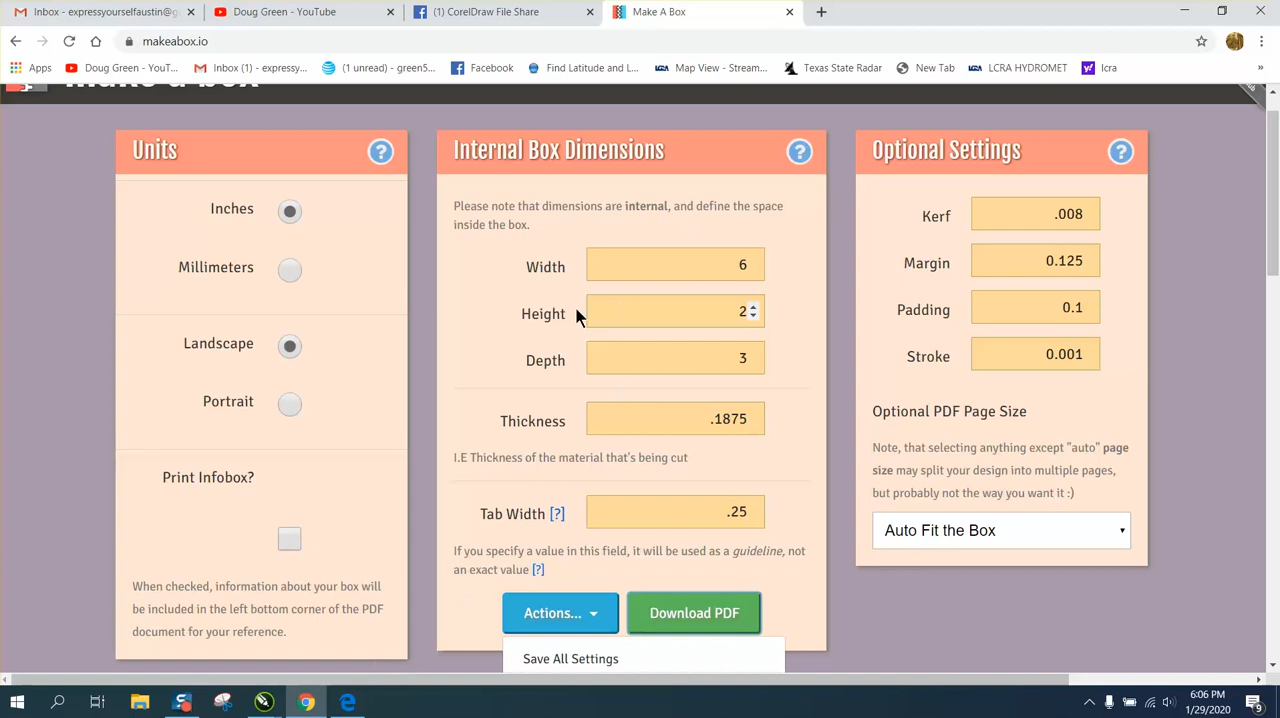 Inbox - expressyourselfaustin@g
Doug Green - YouTube
(1) CorelDraw File Share
Make A Box
makeabox.io
Apps
Doug Green - YouT...
Inbox (1) - expressy...
(1 unread) - green5...
Facebook
Find Latitude and L...
Map View - Stream...
Texas State Radar
New Tab
LCRA HYDROMET
lcra
»
make a box
Units
Inches
Millimeters
Landscape
Portrait
Print Infobox?
When checked, information about your box will
be included in the left bottom corner of the PDF
document for your reference.
Internal Box Dimensions
Please note that dimensions are internal, and define the space
inside the box.
Width 6
Height 2
Depth 3
Thickness .1875
I.E Thickness of the material that's being cut
Tab Width [?] .25
If you specify a value in this field, it will be used as a guideline, not
an exact value [?]
Actions...
Download PDF
Save All Settings
Optional Settings
Kerf .008
Margin 0.125
Padding 0.1
Stroke 0.001
Optional PDF Page Size
Note, that selecting anything except "auto" page
size may split your design into multiple pages,
but probably not the way you want it :)
Auto Fit the Box
6:06 PM
1/29/2020
9